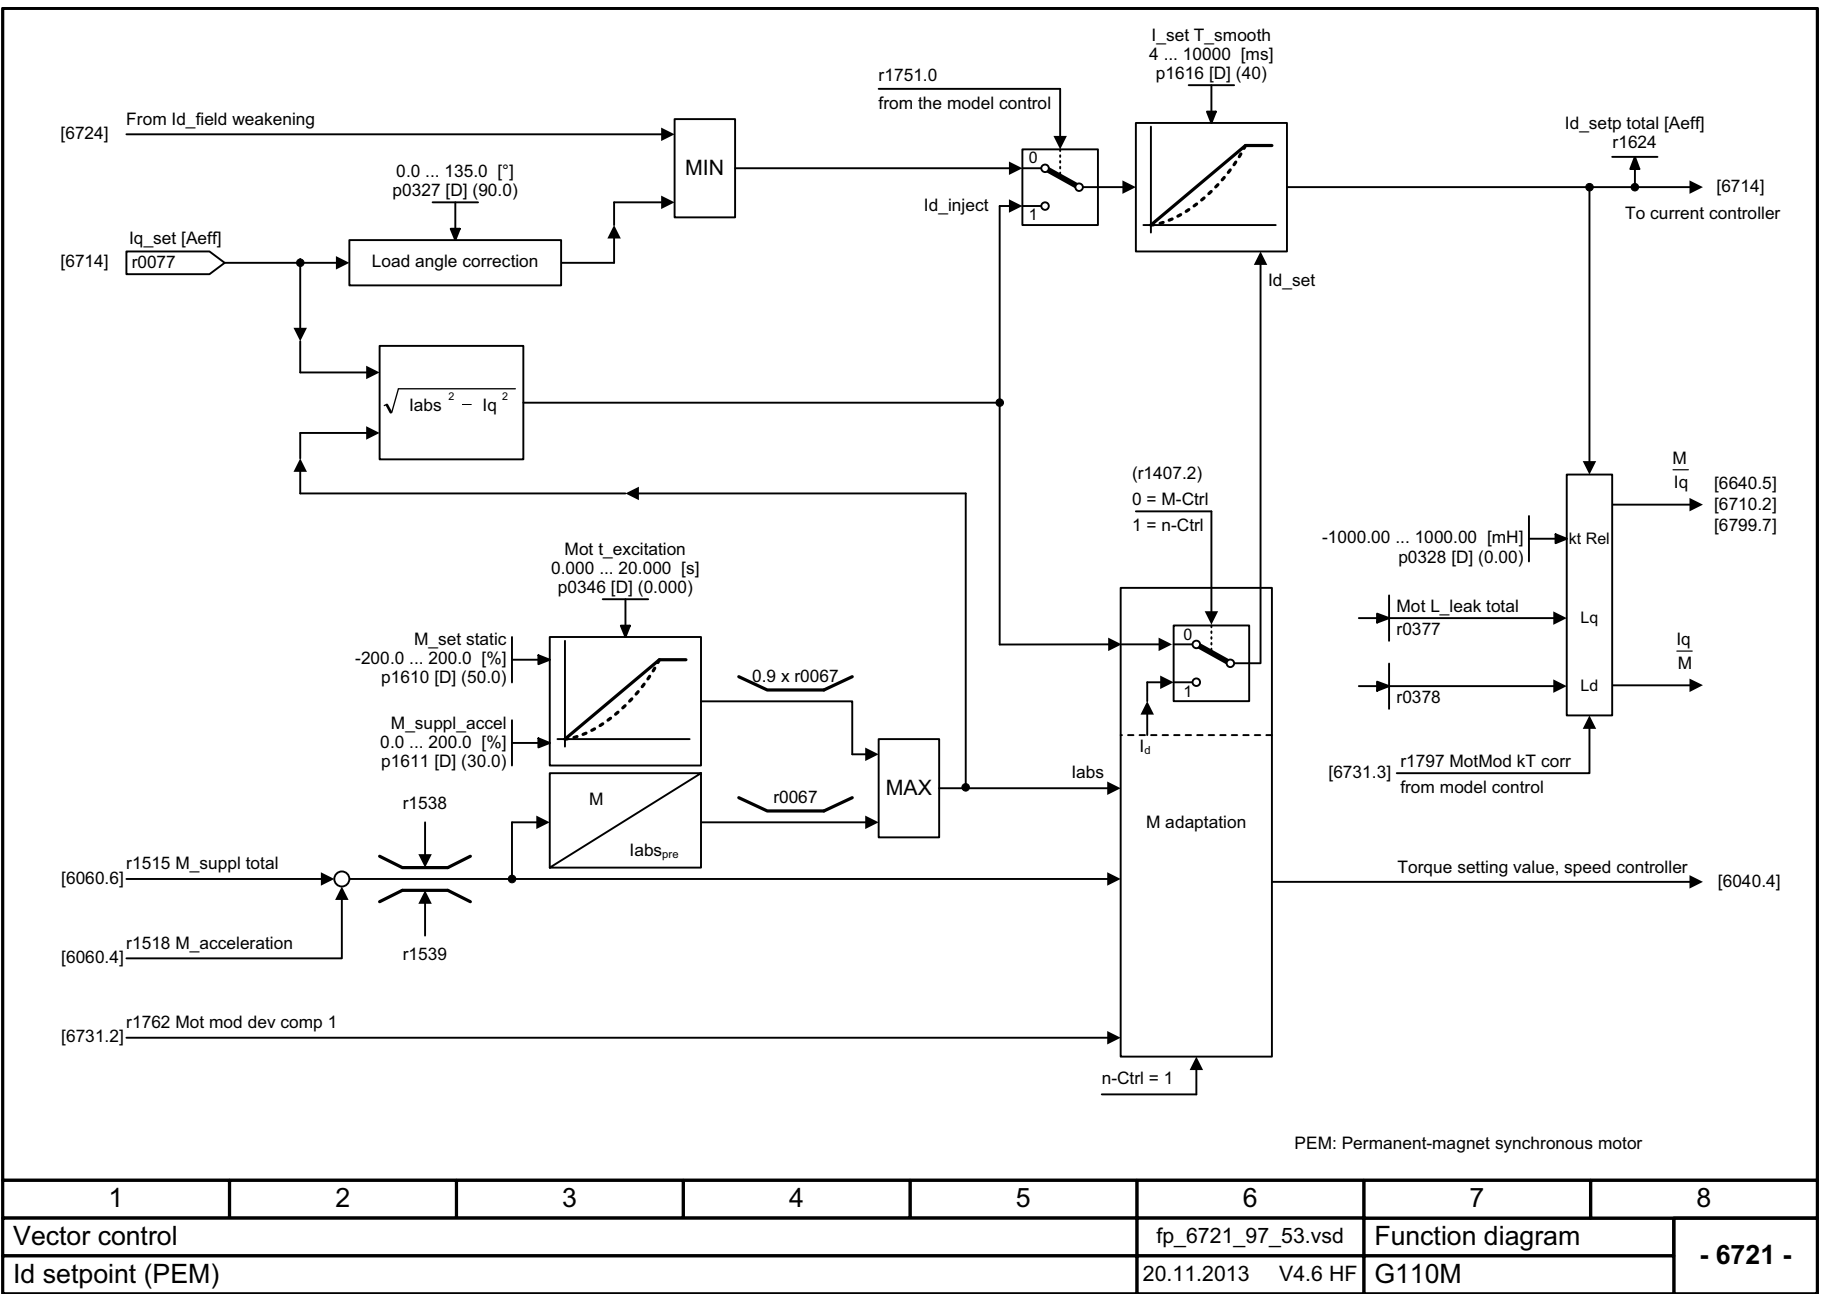 I_set T_smooth
4 ... 10000 [ms]
p1616 [D] (40)
r1751.0
from the model control
[6724]
From Id_field weakening
MIN
0
1
Id_inject
Id_setp total [Aeff]
r1624
[6714]
To current controller
0.0 ... 135.0 [°]
p0327 [D] (90.0)
Iq_set [Aeff]
[6714]
r0077
Load angle correction
Id_set
√ Iabs 2 – Iq 2
(r1407.2)
0 = M-Ctrl
1 = n-Ctrl
M
Iq
[6640.5]
[6710.2]
[6799.7]
-1000.00 ... 1000.00 [mH]
p0328 [D] (0.00)
kt Rel
Mot L_leak total
r0377
Lq
Iq
M
r0378
Ld
[6731.3]
r1797 MotMod kT corr
from model control
Mot t_excitation
0.000 ... 20.000 [s]
p0346 [D] (0.000)
M_set static
-200.0 ... 200.0 [%]
p1610 [D] (50.0)
M_suppl_accel
0.0 ... 200.0 [%]
p1611 [D] (30.0)
0.9 x r0067
0
1
Id
MAX
Iabs
r0067
M
Iabspre
M adaptation
r1538
[6060.6]
r1515 M_suppl total
r1539
[6060.4]
r1518 M_acceleration
Torque setting value, speed controller
[6040.4]
[6731.2]
r1762 Mot mod dev comp 1
n-Ctrl = 1
PEM: Permanent-magnet synchronous motor
1 2 3 4 5 6 7 8
Vector control
fp_6721_97_53.vsd
Function diagram
- 6721 -
Id setpoint (PEM)
20.11.2013 V4.6 HF
G110M